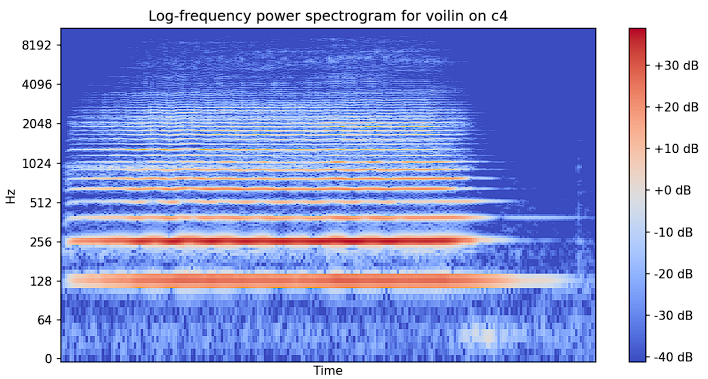 Log-frequency power spectrogram for voilin on c4
8192
4096
2048
1024
512
256
128
64
0
Hz
Time
+30 dB
+20 dB
+10 dB
+0 dB
-10 dB
-20 dB
-30 dB
-40 dB